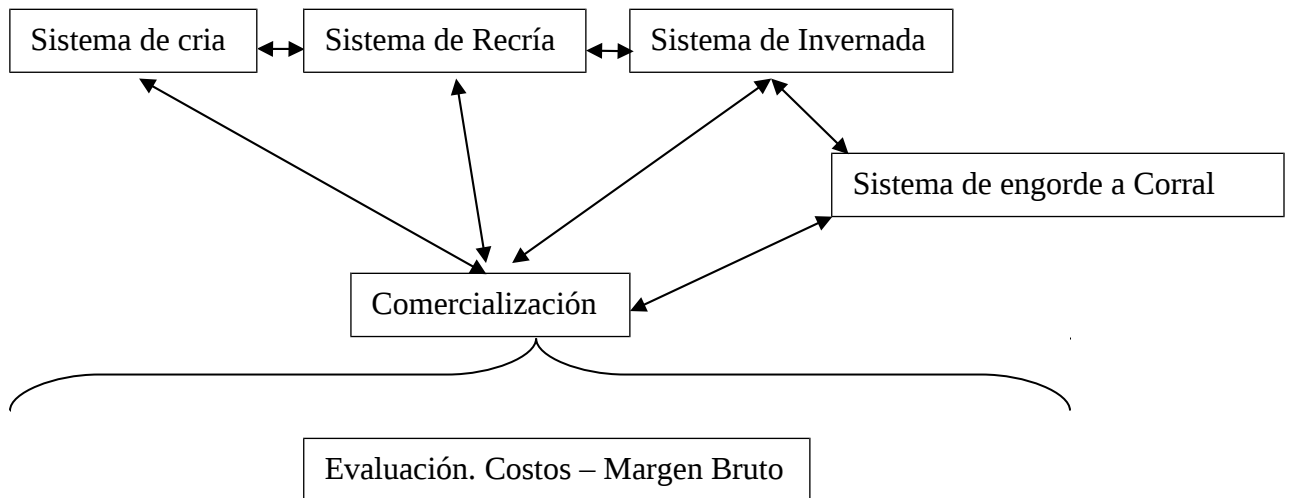 Sistema de cria
Sistema de Recría
Sistema de Invernada
Sistema de engorde a Corral
Comercialización
Evaluación. Costos – Margen Bruto